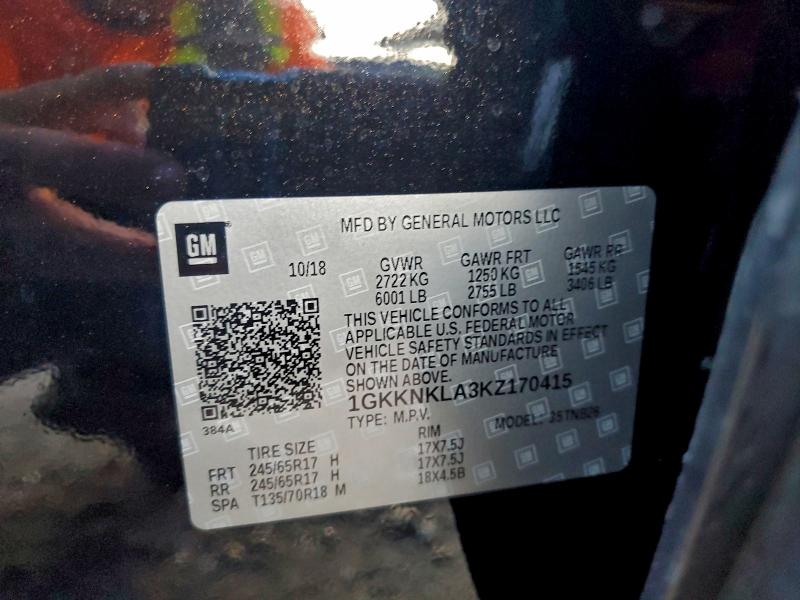 GM
MFD BY GENERAL MOTORS LLC
10/18
GVWR GAWR FRT GAWR RR
2722 KG 1250 KG 1545 KG
6001 LB 2755 LB 3406 LB
THIS VEHICLE CONFORMS TO ALL
APPLICABLE U.S. FEDERAL MOTOR
VEHICLE SAFETY STANDARDS IN EFFECT
ON THE DATE OF MANUFACTURE
SHOWN ABOVE.
1GKKNKLA3KZ170415
TYPE: M.P.V. MODEL:
384A
TIRE SIZE RIM
FRT 245/65R17 H 17X7.5J
RR 245/65R17 H 17X7.5J
SPA T135/70R18 M 18X4.5B